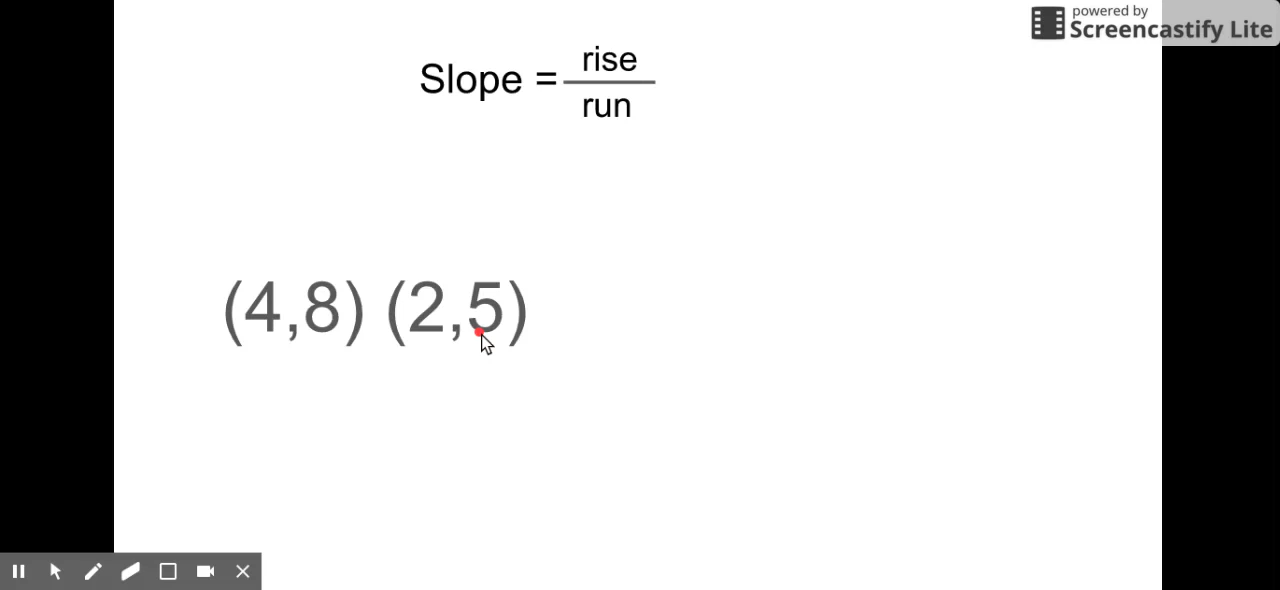 powered by
Screencastify Lite
rise
Slope =
run
(4,8) (2,5)